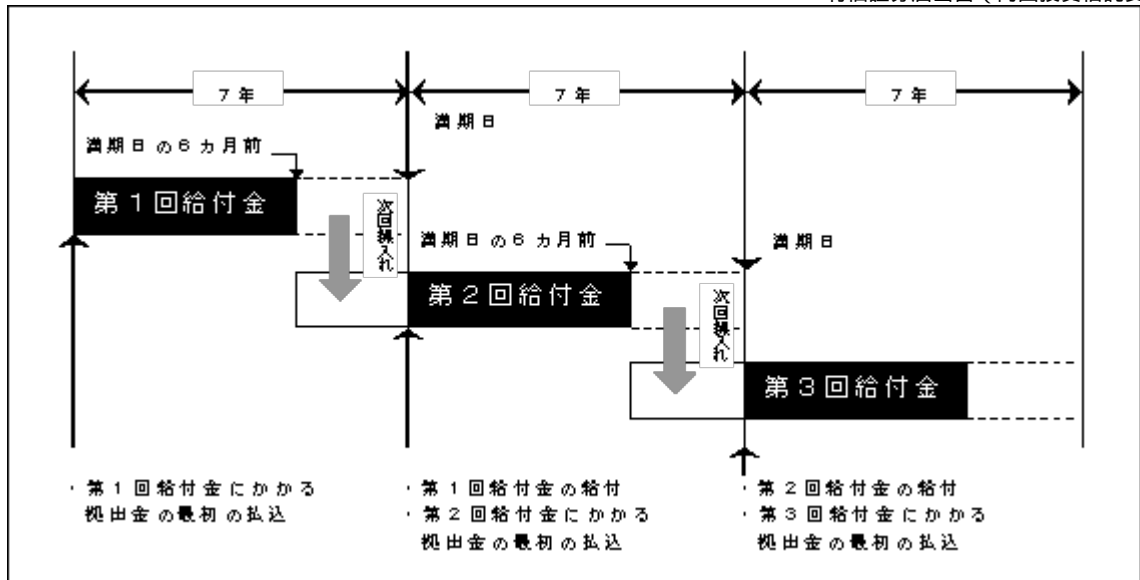 7年
7年
7年
満期日
満期日の6カ月前
第1回給付金
次回繰入れ
満期日の6カ月前
満期日
第2回給付金
次回繰入れ
第3回給付金
・第1回給付金にかかる
拠出金の最初の払込
・第1回給付金の給付
・第2回給付金にかかる
拠出金の最初の払込
・第2回給付金の給付
・第3回給付金にかかる
拠出金の最初の払込